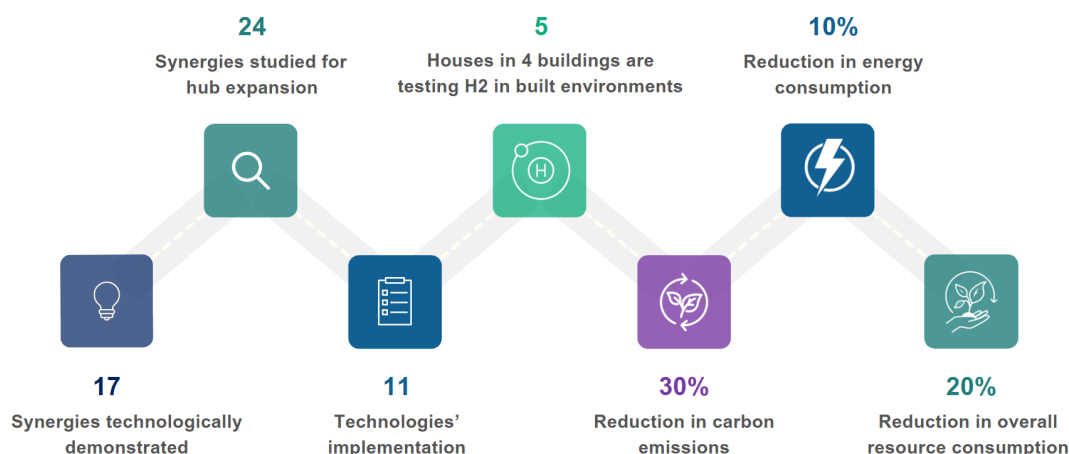 24
Synergies studied for
hub expansion
5
Houses in 4 buildings are
testing H2 in built environments
10%
Reduction in energy
consumption
H
17
Synergies technologically
demonstrated
11
Technologies’
implementation
30%
Reduction in carbon
emissions
20%
Reduction in overall
resource consumption